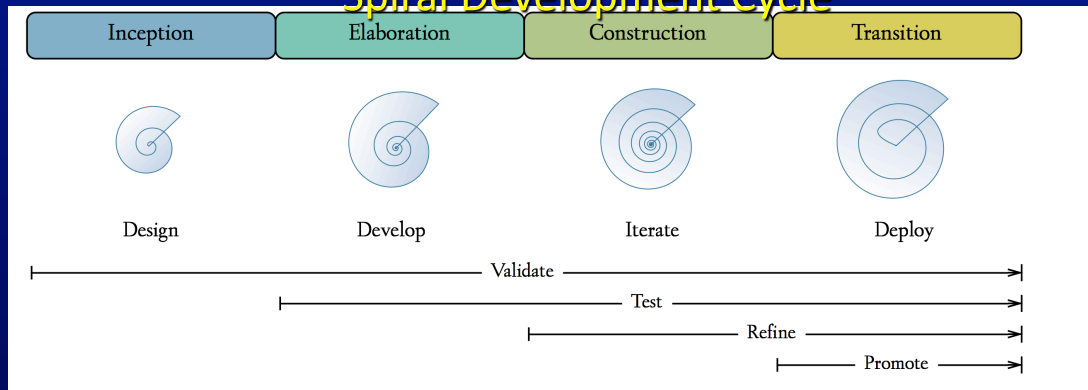 Spiral Development Cycle
Inception Elaboration Construction Transition
Design Develop Iterate Deploy
Validate
Test
Refine
Promote